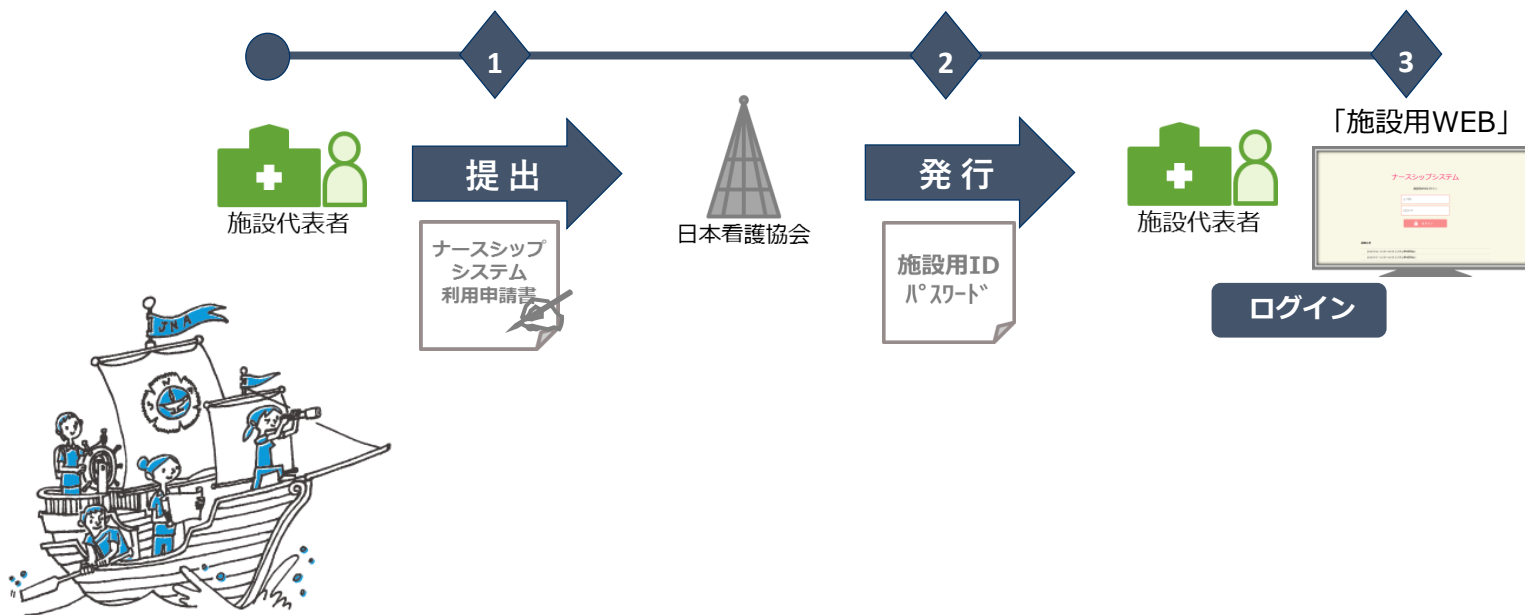 1
2
3
「施設用WEB」
提出
発行
施設代表者
日本看護協会
施設代表者
ナースシップ
システム
利用申請書
施設用ID
ﾊﾟｽﾜｰﾄﾞ
ナースシップシステム
ログイン
JNA